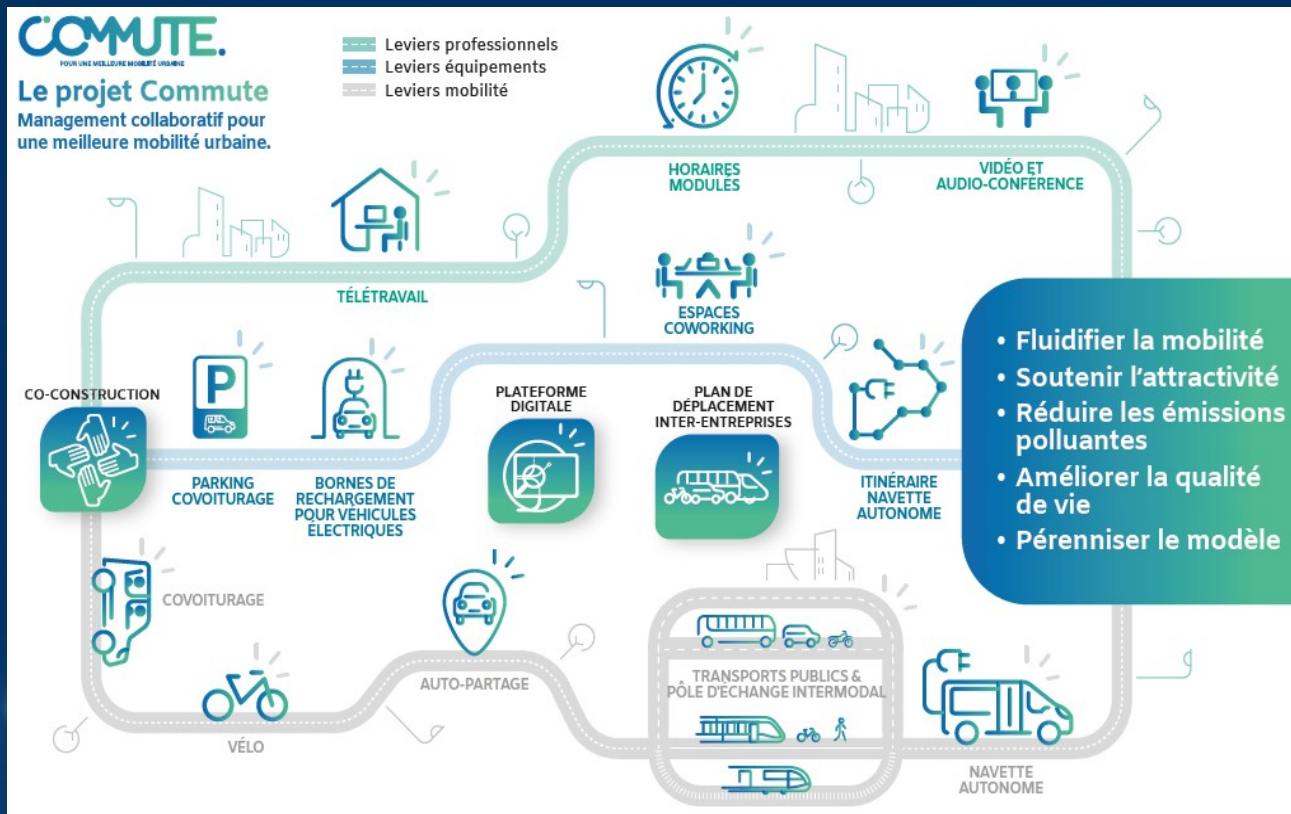 COMMUTE.
POUR UNE MEILLEURE MOBILITÉ URBAINE
Le projet Commute
Management collaboratif pour
une meilleure mobilité urbaine.
Leviers professionnels
Leviers équipements
Leviers mobilité
HORAIRES
MODULÉS
VIDÉO ET
AUDIO-CONFÉRENCE
TÉLÉTRAVAIL
ESPACES
COWORKING
CO-CONSTRUCTION
P
PARKING
COVOITURAGE
BORNES DE
RECHARGEMENT
POUR VÉHICULES
ÉLECTRIQUES
PLATEFORME
DIGITALE
PLAN DE
DÉPLACEMENT
INTER-ENTREPRISES
ITINÉRAIRE
NAVETTE
AUTONOME
• Fluidifier la mobilité
• Soutenir l'attractivité
• Réduire les émissions
polluantes
• Améliorer la qualité
de vie
• Pérenniser le modèle
COVOITURAGE
VÉLO
AUTO-PARTAGE
TRANSPORTS PUBLICS &
PÔLE D'ÉCHANGE INTERMODAL
NAVETTE
AUTONOME